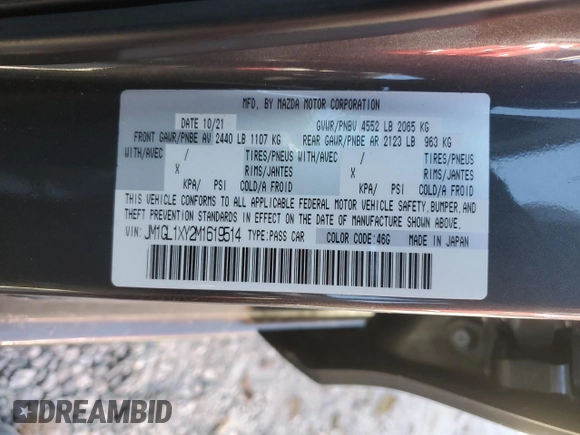 MFD. BY MAZDA MOTOR CORPORATION
DATE 10/21 GVWR/PNBV 4552 LB 2065 KG
FRONT GAWR/PNBE AV 2440 LB 1107 KG REAR GAWR/PNBE AR 2123 LB 963 KG
WITH/AVEC / TIRES/PNEUS WITH/AVEC / TIRES/PNEUS
X RIMS/JANTES X RIMS/JANTES
KPA/ PSI COLD/A FROID KPA/ PSI COLD/A FROID
THIS VEHICLE CONFORMS TO ALL APPLICABLE FEDERAL MOTOR VEHICLE SAFETY, BUMPER, AND
THEFT PREVENTION STANDARDS IN EFFECT ON THE DATE OF MANUFACTURE SHOWN ABOVE.
VIN: JM1GL1XY2M1619514 TYPE:PASS CAR COLOR CODE:46G MADE IN JAPAN
DREAMBID